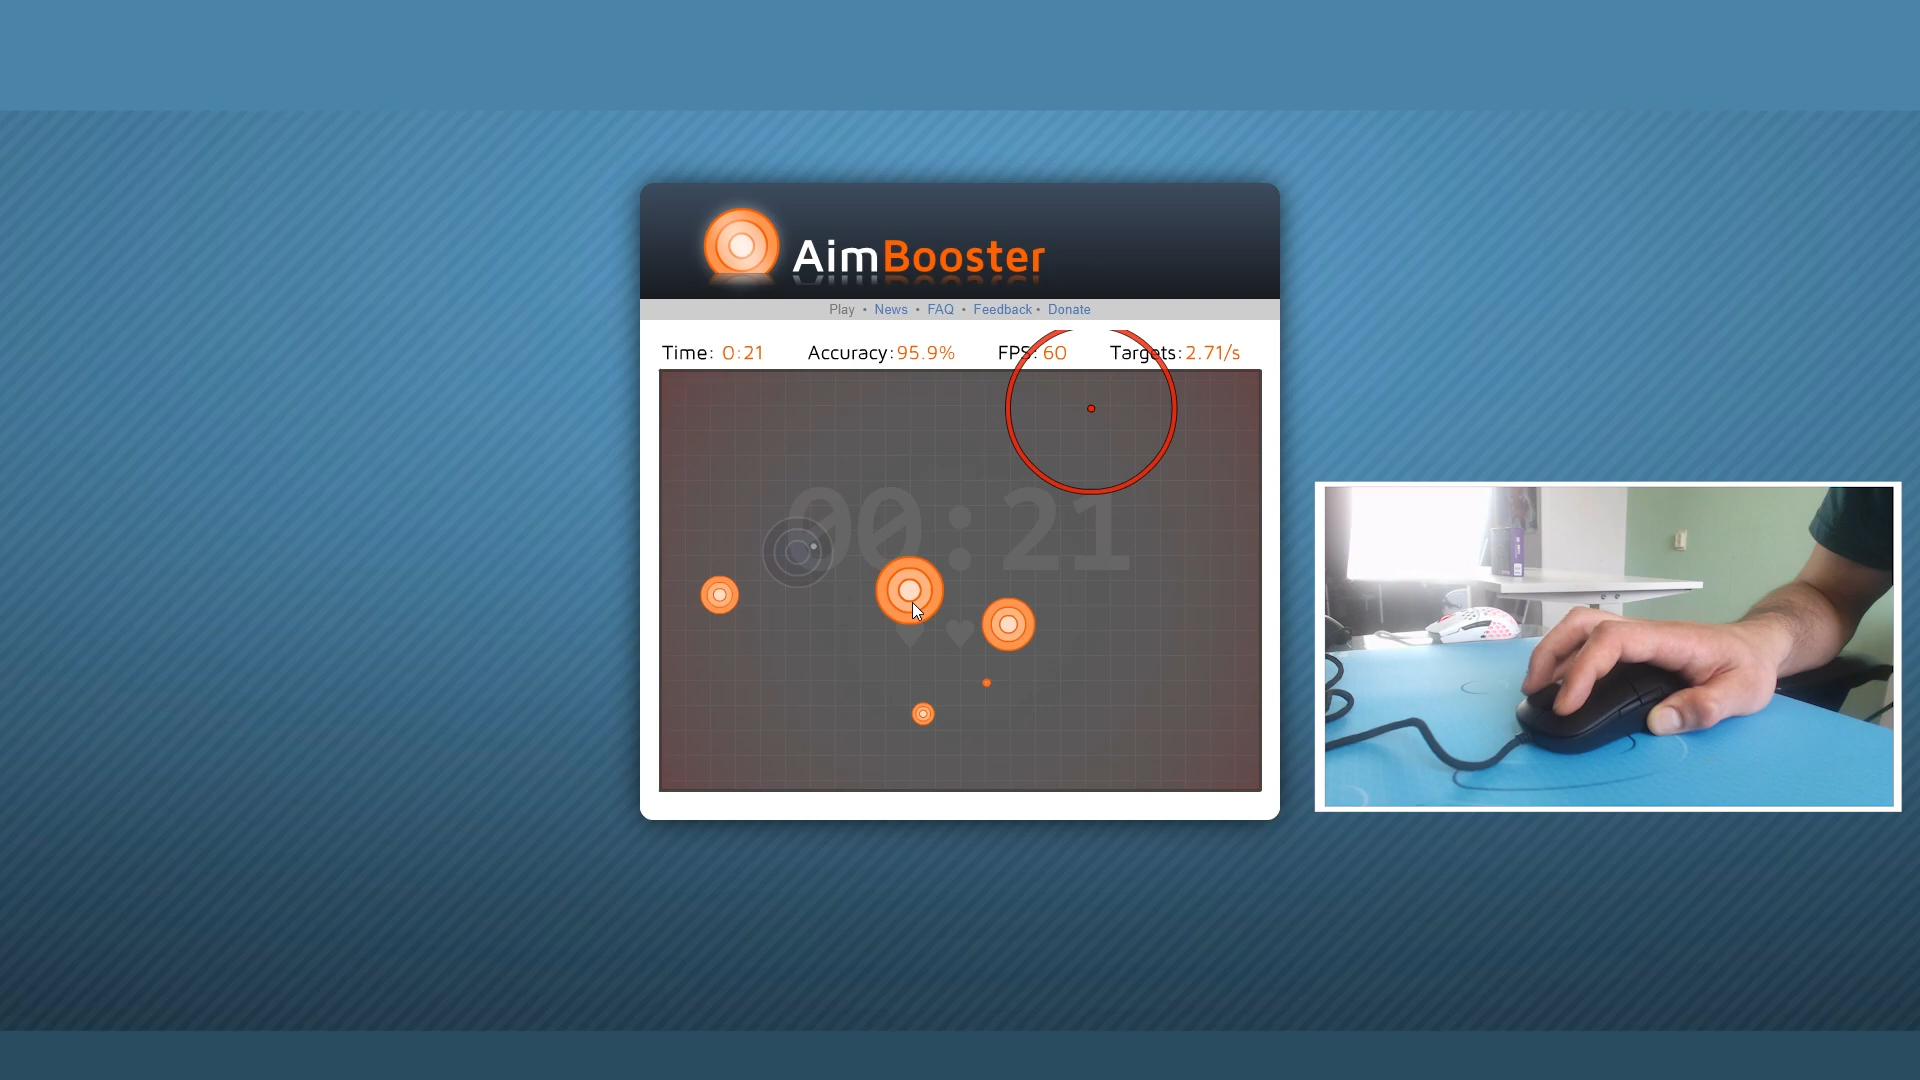 AimBooster
Play • News • FAQ • Feedback • Donate
Time: 0:21 Accuracy: 95.9% FPS: 60 Targets: 2.71/s
00:21